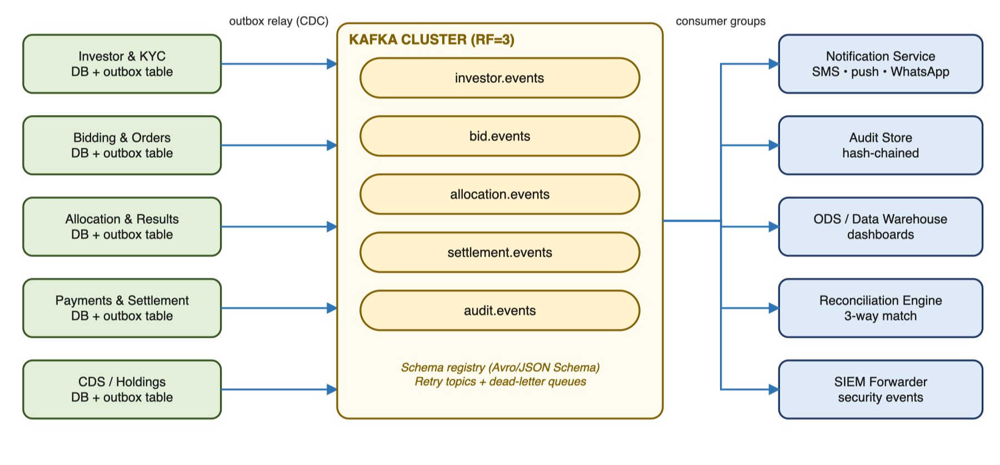 outbox relay (CDC)
consumer groups
Investor & KYC
DB + outbox table
Bidding & Orders
DB + outbox table
Allocation & Results
DB + outbox table
Payments & Settlement
DB + outbox table
CDS / Holdings
DB + outbox table
KAFKA CLUSTER (RF=3)
investor.events
bid.events
allocation.events
settlement.events
audit.events
Schema registry (Avro/JSON Schema)
Retry topics + dead-letter queues
Notification Service
SMS • push • WhatsApp
Audit Store
hash-chained
ODS / Data Warehouse
dashboards
Reconciliation Engine
3-way match
SIEM Forwarder
security events